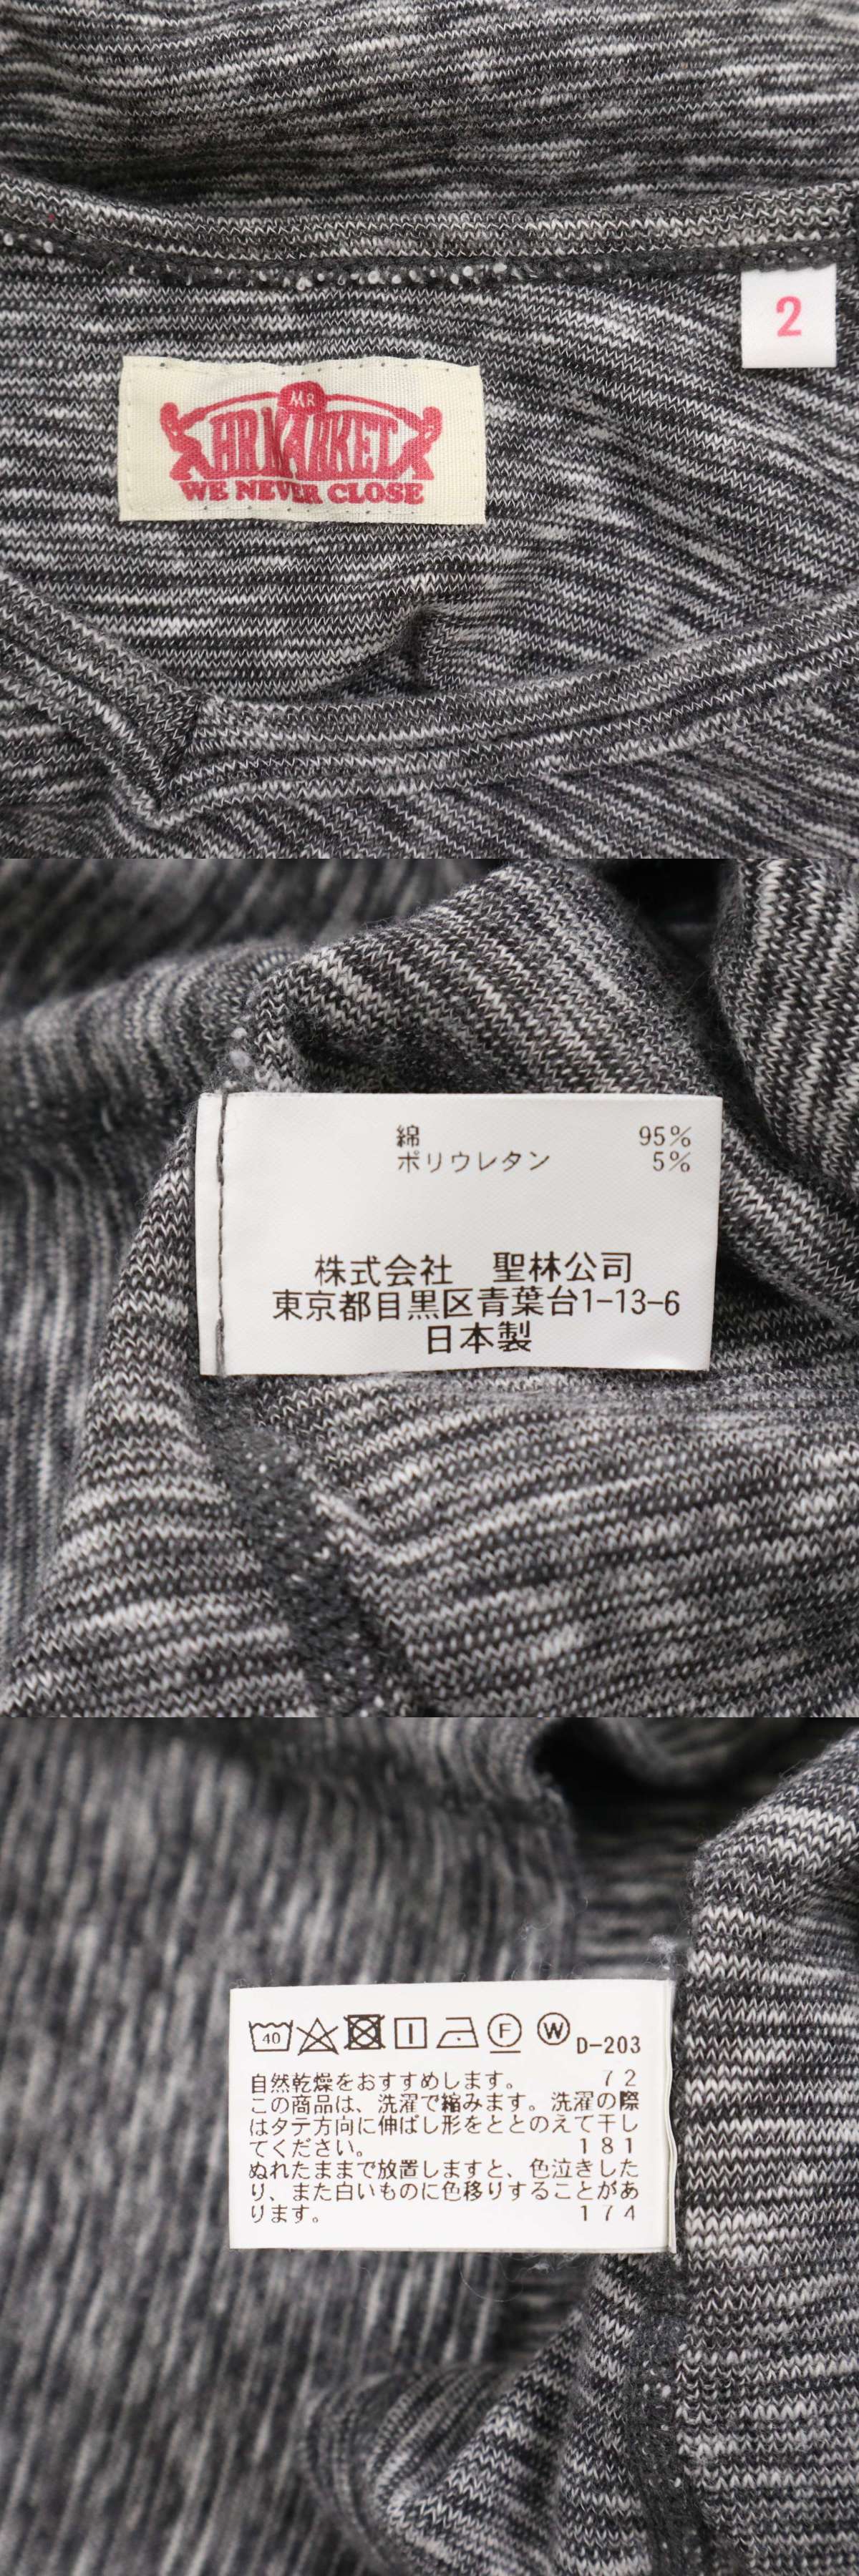 2
MR
HR MARKET
WE NEVER CLOSE
綿 95%
ポリウレタン 5%
株式会社 聖林公司
東京都目黒区青葉台1-13-6
日本製
40 F W D-203
自然乾燥をおすすめします。 72
この商品は、洗濯で縮みます。洗濯の際
はタテ方向に伸ばし形をととのえて干し
てください。 181
ぬれたままで放置しますと、色泣きした
り、また白いものに色移りすることがあ
ります。 174